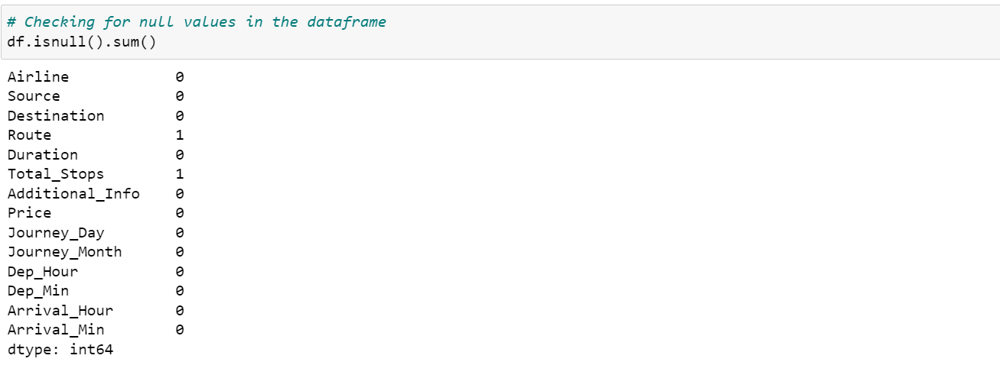 # Checking for null values in the dataframe
df.isnull().sum()
Airline 0
Source 0
Destination 0
Route 1
Duration 0
Total_Stops 1
Additional_Info 0
Price 0
Journey_Day 0
Journey_Month 0
Dep_Hour 0
Dep_Min 0
Arrival_Hour 0
Arrival_Min 0
dtype: int64